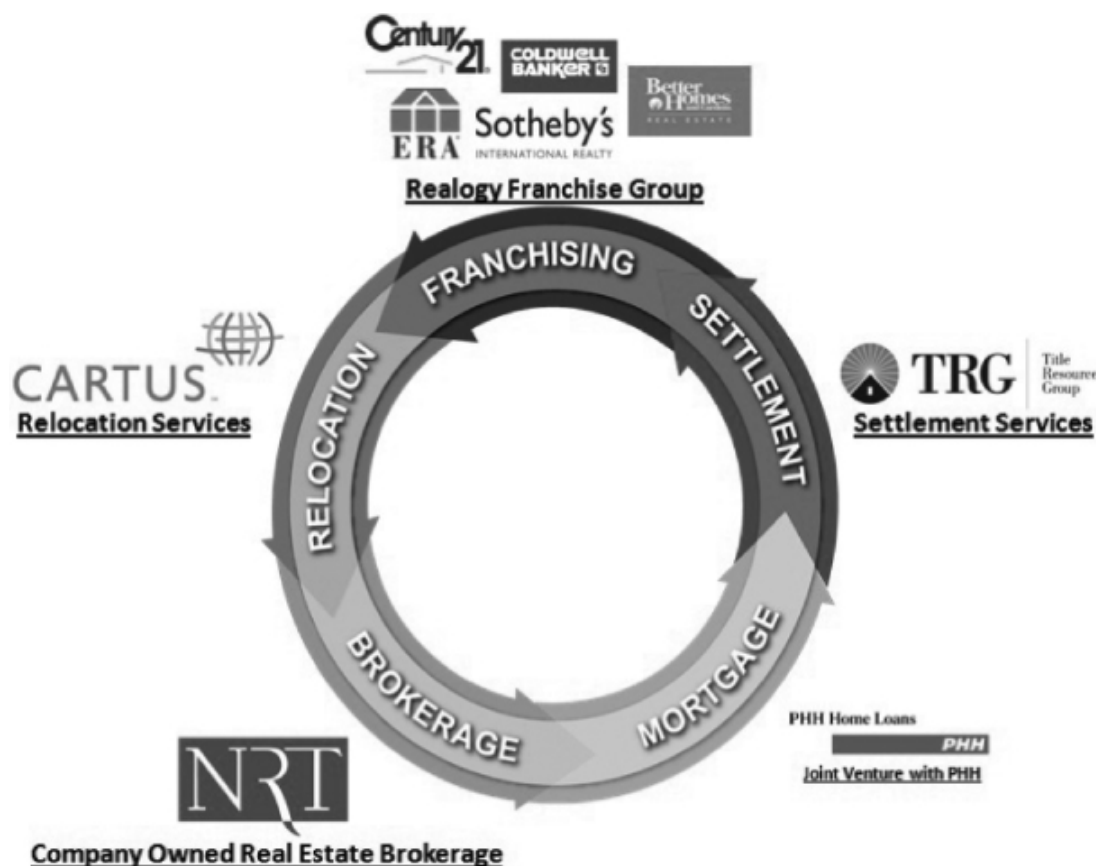 Century 21
COLDWELL
BANKER
Better
Homes
and Gardens
REAL ESTATE
ERA
Sotheby's
INTERNATIONAL REALTY
Realogy Franchise Group
FRANCHISING
SETTLEMENT
RELOCATION
CARTUS
Relocation Services
TRG
Title
Resource
Group
Settlement Services
BROKERAGE
MORTGAGE
PHH Home Loans
PHH
Joint Venture with PHH
NRT
Company Owned Real Estate Brokerage